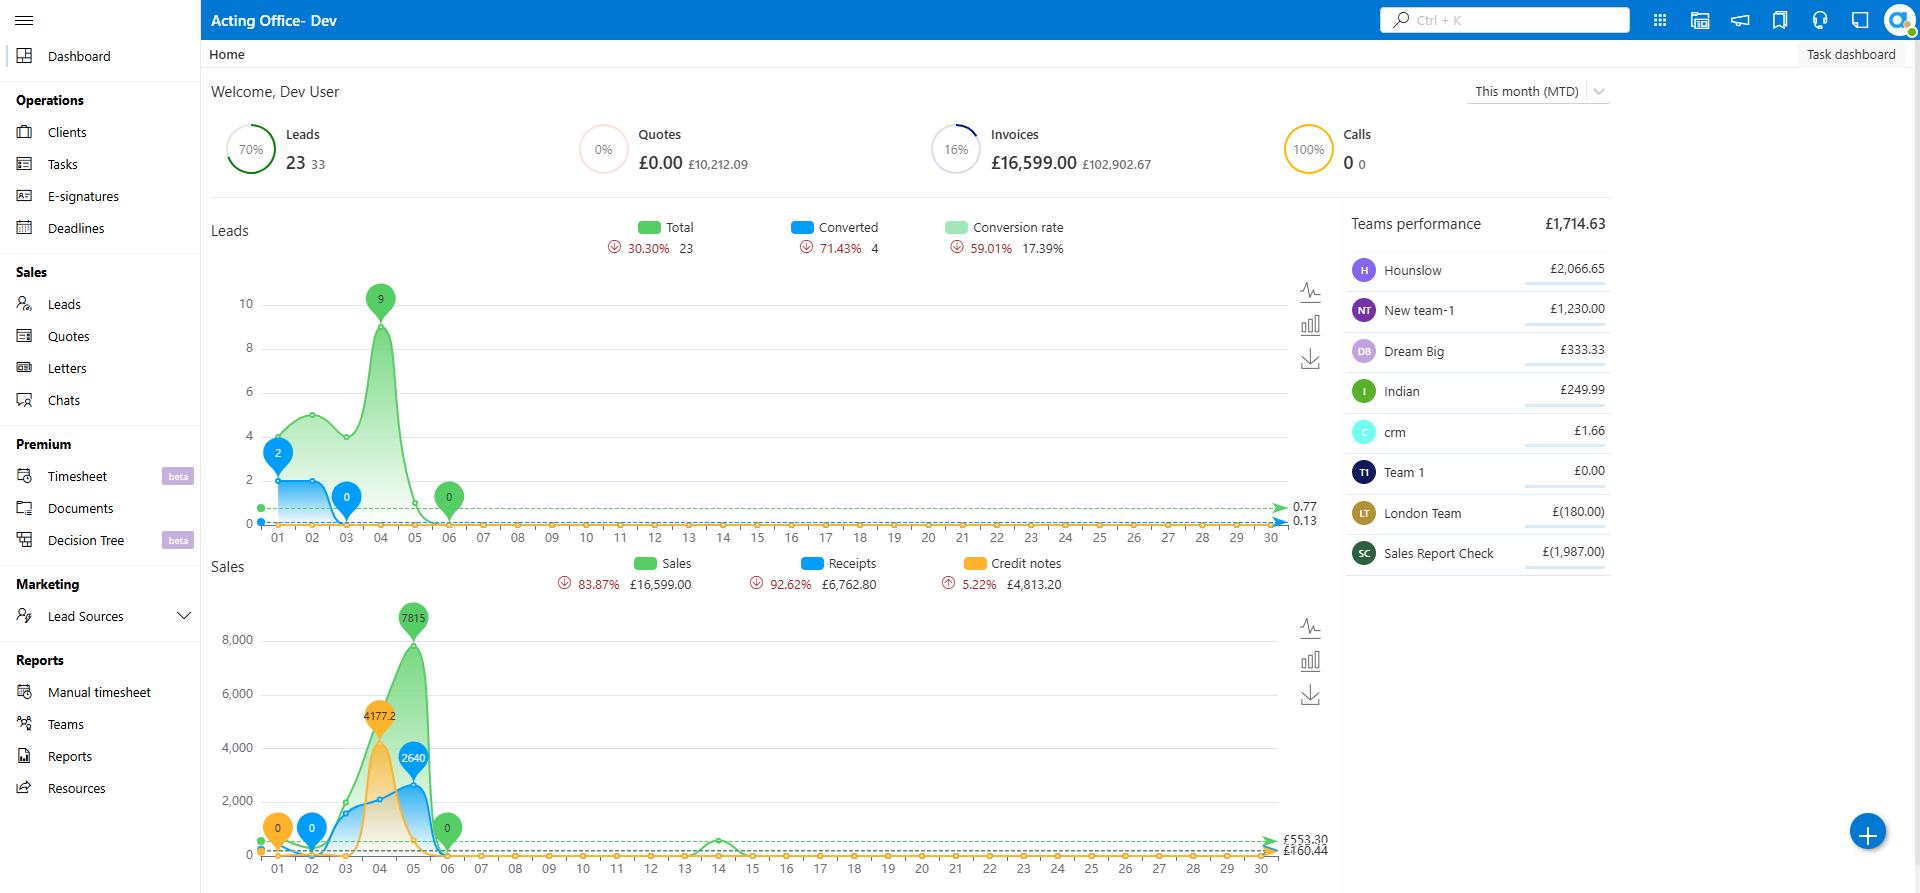 Acting Office- Dev
Ctrl + K
Dashboard
Operations
Clients
Tasks
E-signatures
Deadlines
Sales
Leads
Quotes
Letters
Chats
Premium
Timesheet beta
Documents
Decision Tree beta
Marketing
Lead Sources
Reports
Manual timesheet
Teams
Reports
Resources
Home
Task dashboard
Welcome, Dev User
This month (MTD)
70% Leads 23 33
0% Quotes £0.00 £10,212.09
16% Invoices £16,599.00 £102,902.67
100% Calls 0 0
Leads
Total Converted Conversion rate
30.30% 23 71.43% 4 59.01% 17.39%
10
8
6
4
2
0
9
2
0
0
0.77
0.13
01 02 03 04 05 06 07 08 09 10 11 12 13 14 15 16 17 18 19 20 21 22 23 24 25 26 27 28 29 30
Sales
Sales Receipts Credit notes
83.87% £16,599.00 92.62% £6,762.80 5.22% £4,813.20
8,000
6,000
4,000
2,000
0
7815
4177.2
2640
0
0
0
£553.30
£160.44
01 02 03 04 05 06 07 08 09 10 11 12 13 14 15 16 17 18 19 20 21 22 23 24 25 26 27 28 29 30
Teams performance £1,714.63
H Hounslow £2,066.65
NT New team-1 £1,230.00
DB Dream Big £333.33
I Indian £249.99
C crm £1.66
T1 Team 1 £0.00
LT London Team £(180.00)
SC Sales Report Check £(1,987.00)